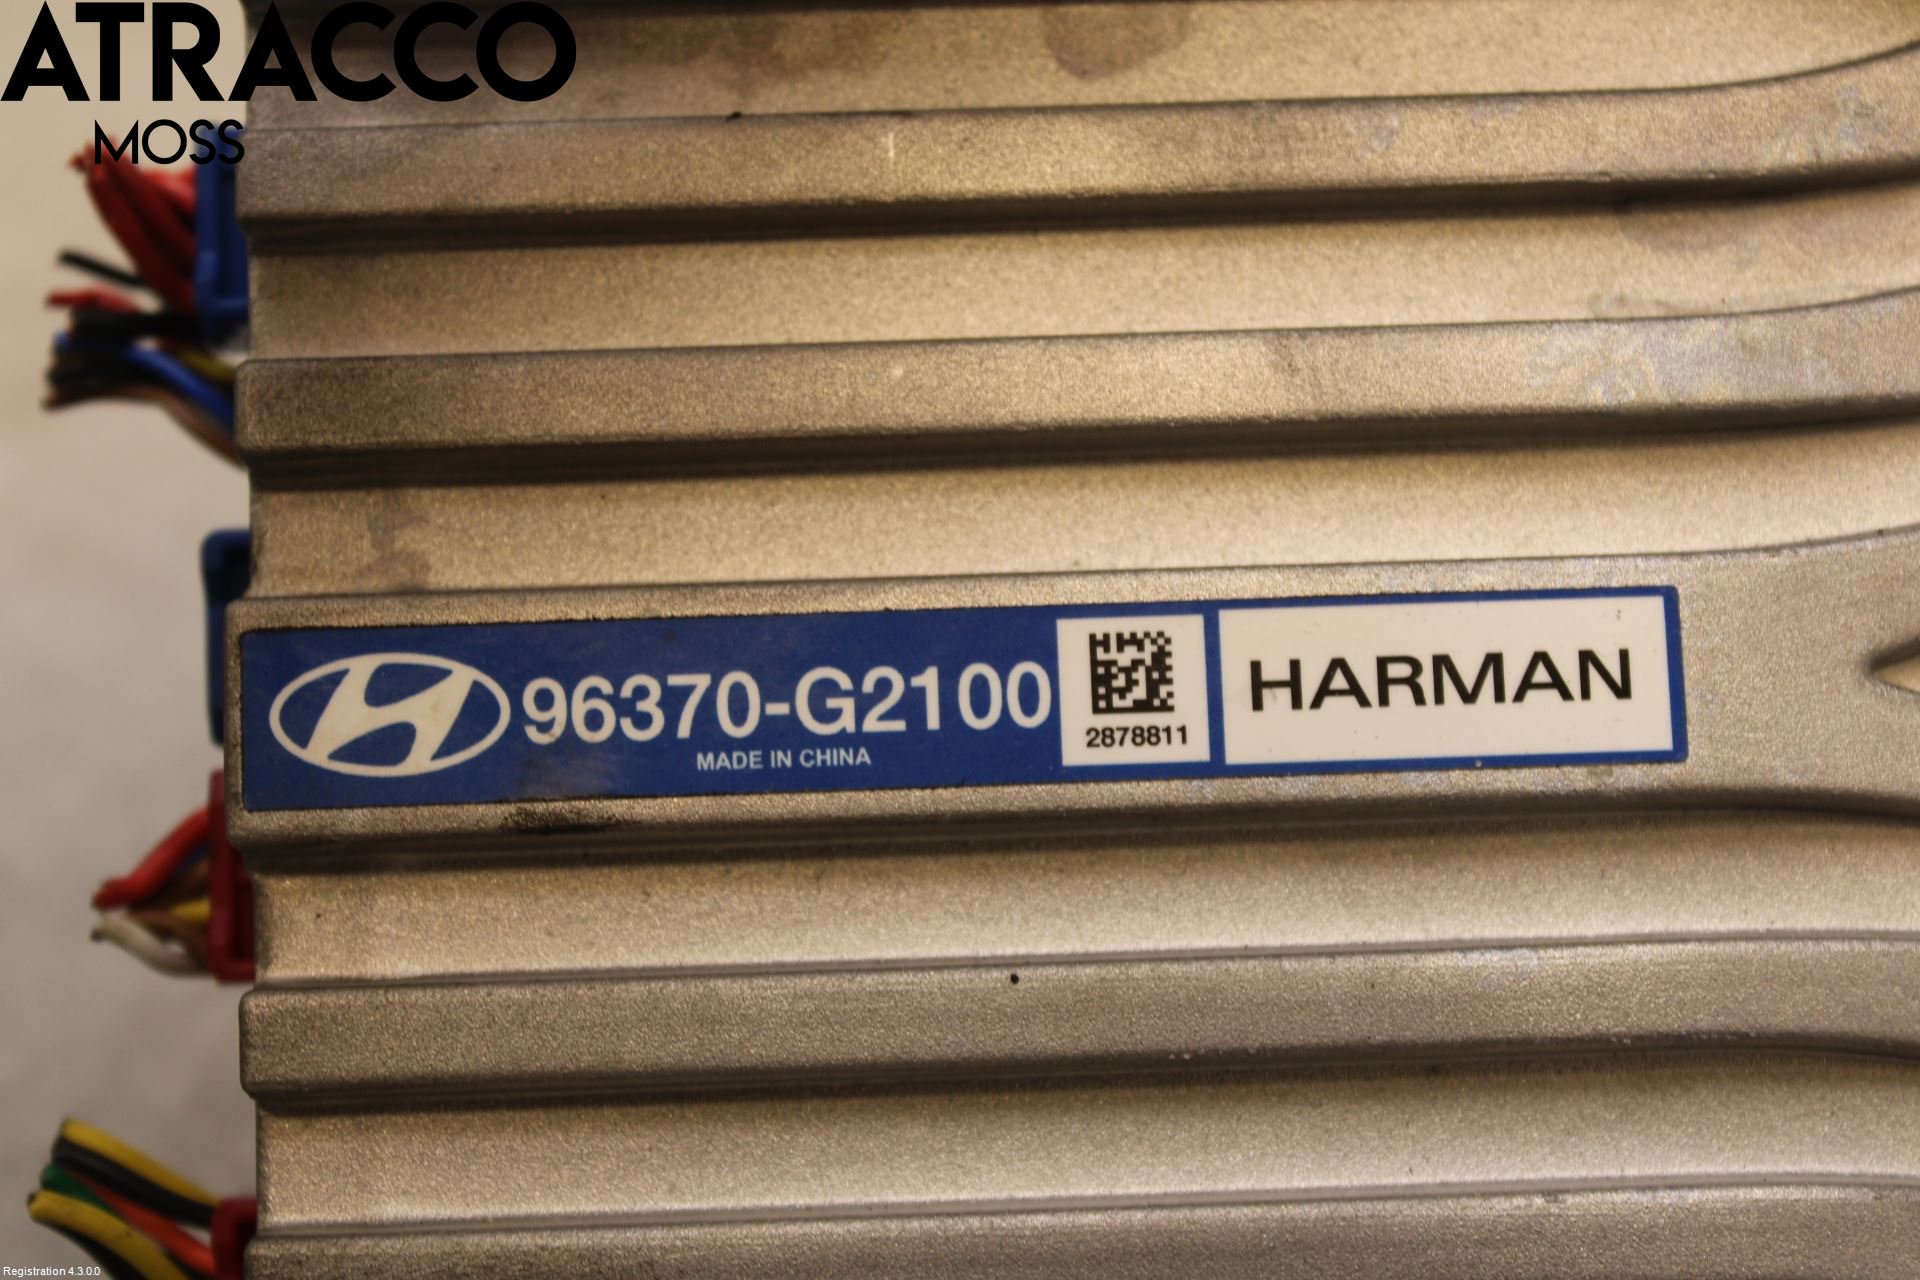 ATRACCO
MOSS
96370-G2100
MADE IN CHINA
2878811
HARMAN
Registration 4.3.0.0